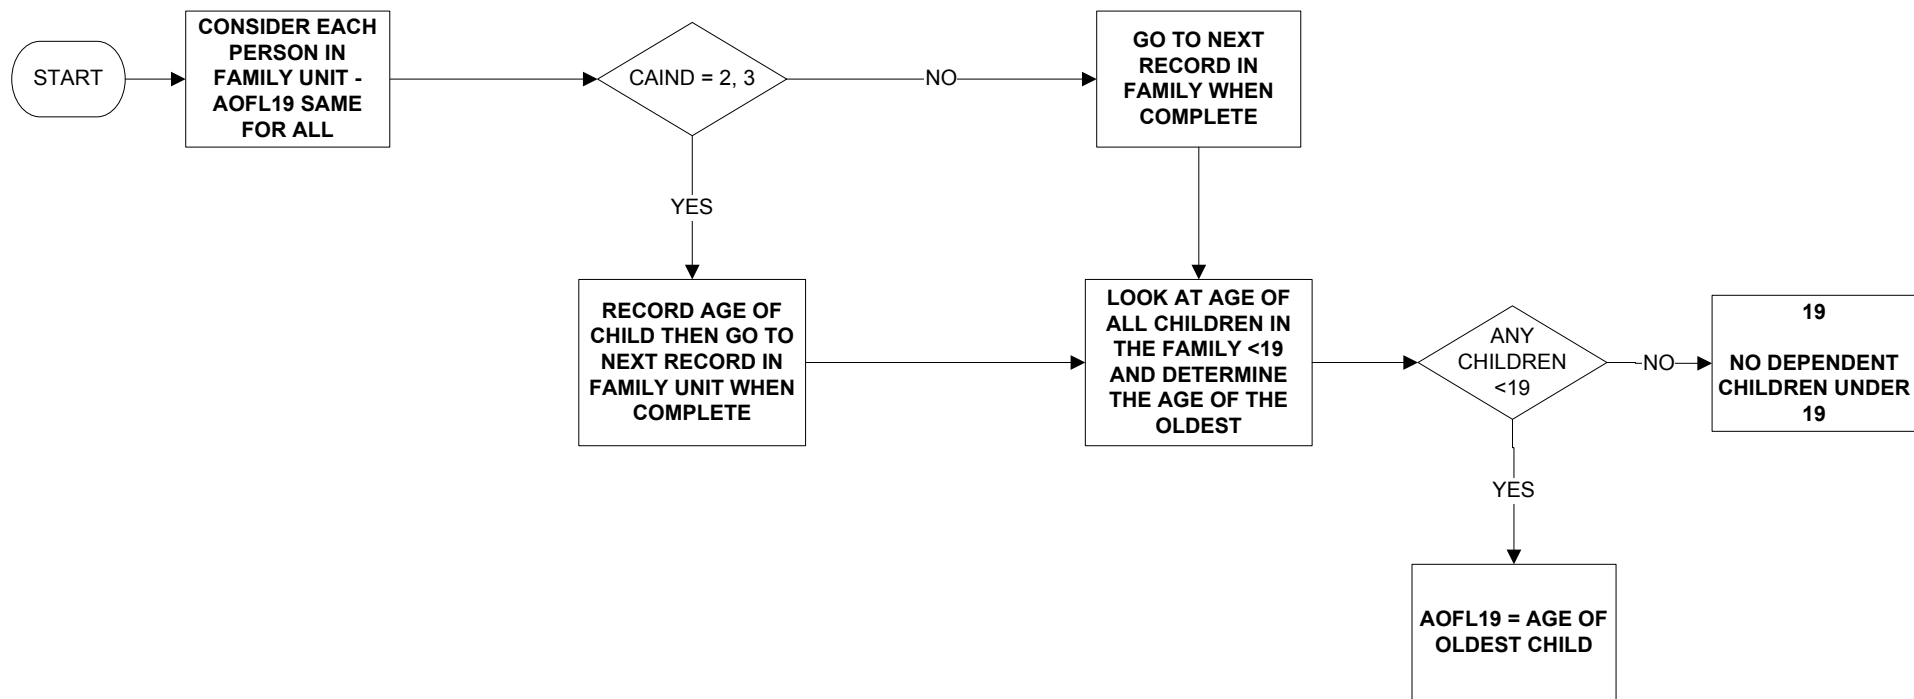 START
CONSIDER EACH
PERSON IN
FAMILY UNIT -
AOFL19 SAME
FOR ALL
CAIND = 2, 3
NO
GO TO NEXT
RECORD IN
FAMILY WHEN
COMPLETE
YES
RECORD AGE OF
CHILD THEN GO TO
NEXT RECORD IN
FAMILY UNIT WHEN
COMPLETE
LOOK AT AGE OF
ALL CHILDREN IN
THE FAMILY <19
AND DETERMINE
THE AGE OF THE
OLDEST
ANY
CHILDREN
<19
NO
19
NO DEPENDENT
CHILDREN UNDER
19
YES
AOFL19 = AGE OF
OLDEST CHILD